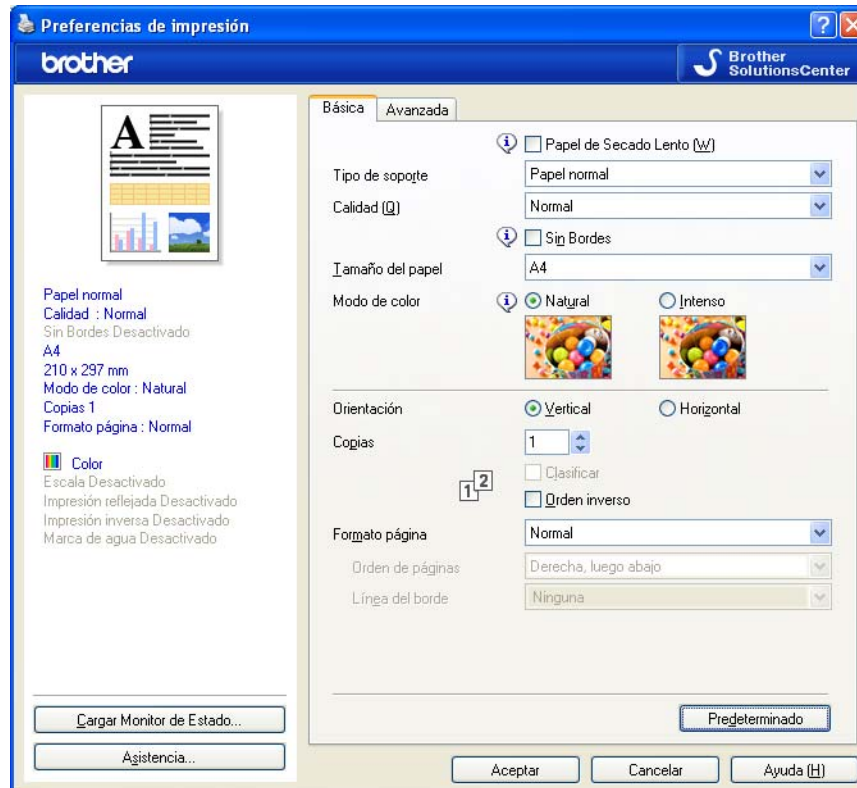 Preferencias de impresión
brother
Brother
SolutionsCenter
A
Papel normal
Calidad : Normal
Sin Bordes Desactivado
A4
210 x 297 mm
Modo de color : Natural
Copias 1
Formato página : Normal
Color
Escala Desactivado
Impresión reflejada Desactivado
Impresión inversa Desactivado
Marca de agua Desactivado
Cargar Monitor de Estado...
Asistencia...
Básica Avanzada
Papel de Secado Lento (W)
Tipo de soporte Papel normal
Calidad (Q) Normal
Sin Bordes
Tamaño del papel A4
Modo de color Natural Intenso
Orientación Vertical Horizontal
Copias 1
Clasificar
1 2
Orden inverso
Formato página Normal
Orden de páginas Derecha, luego abajo
Línea del borde Ninguna
Predeterminado
Aceptar Cancelar Ayuda (H)